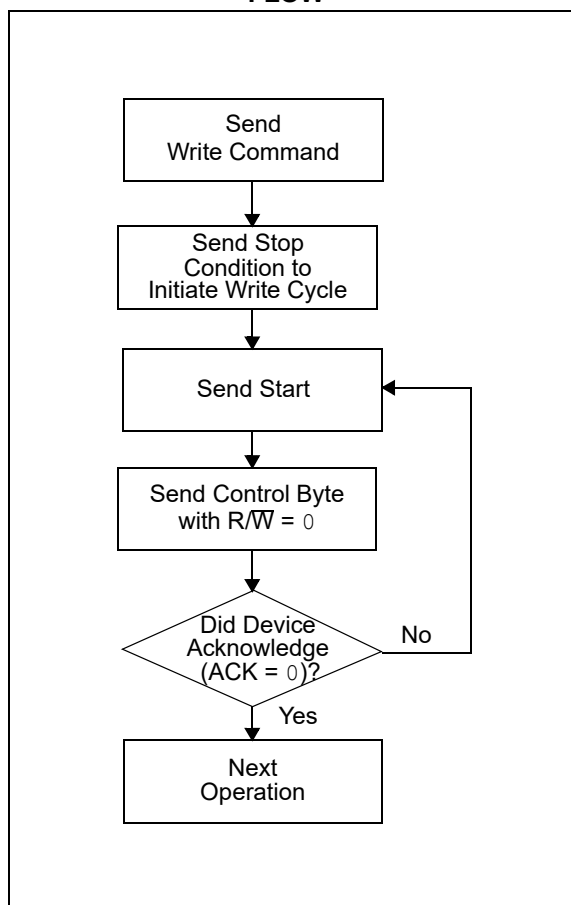 Send
Write Command
Send Stop
Condition to
Initiate Write Cycle
Send Start
Send Control Byte
with R/W̅ = 0
Did Device
Acknowledge
(ACK = 0)?
No
Yes
Next
Operation